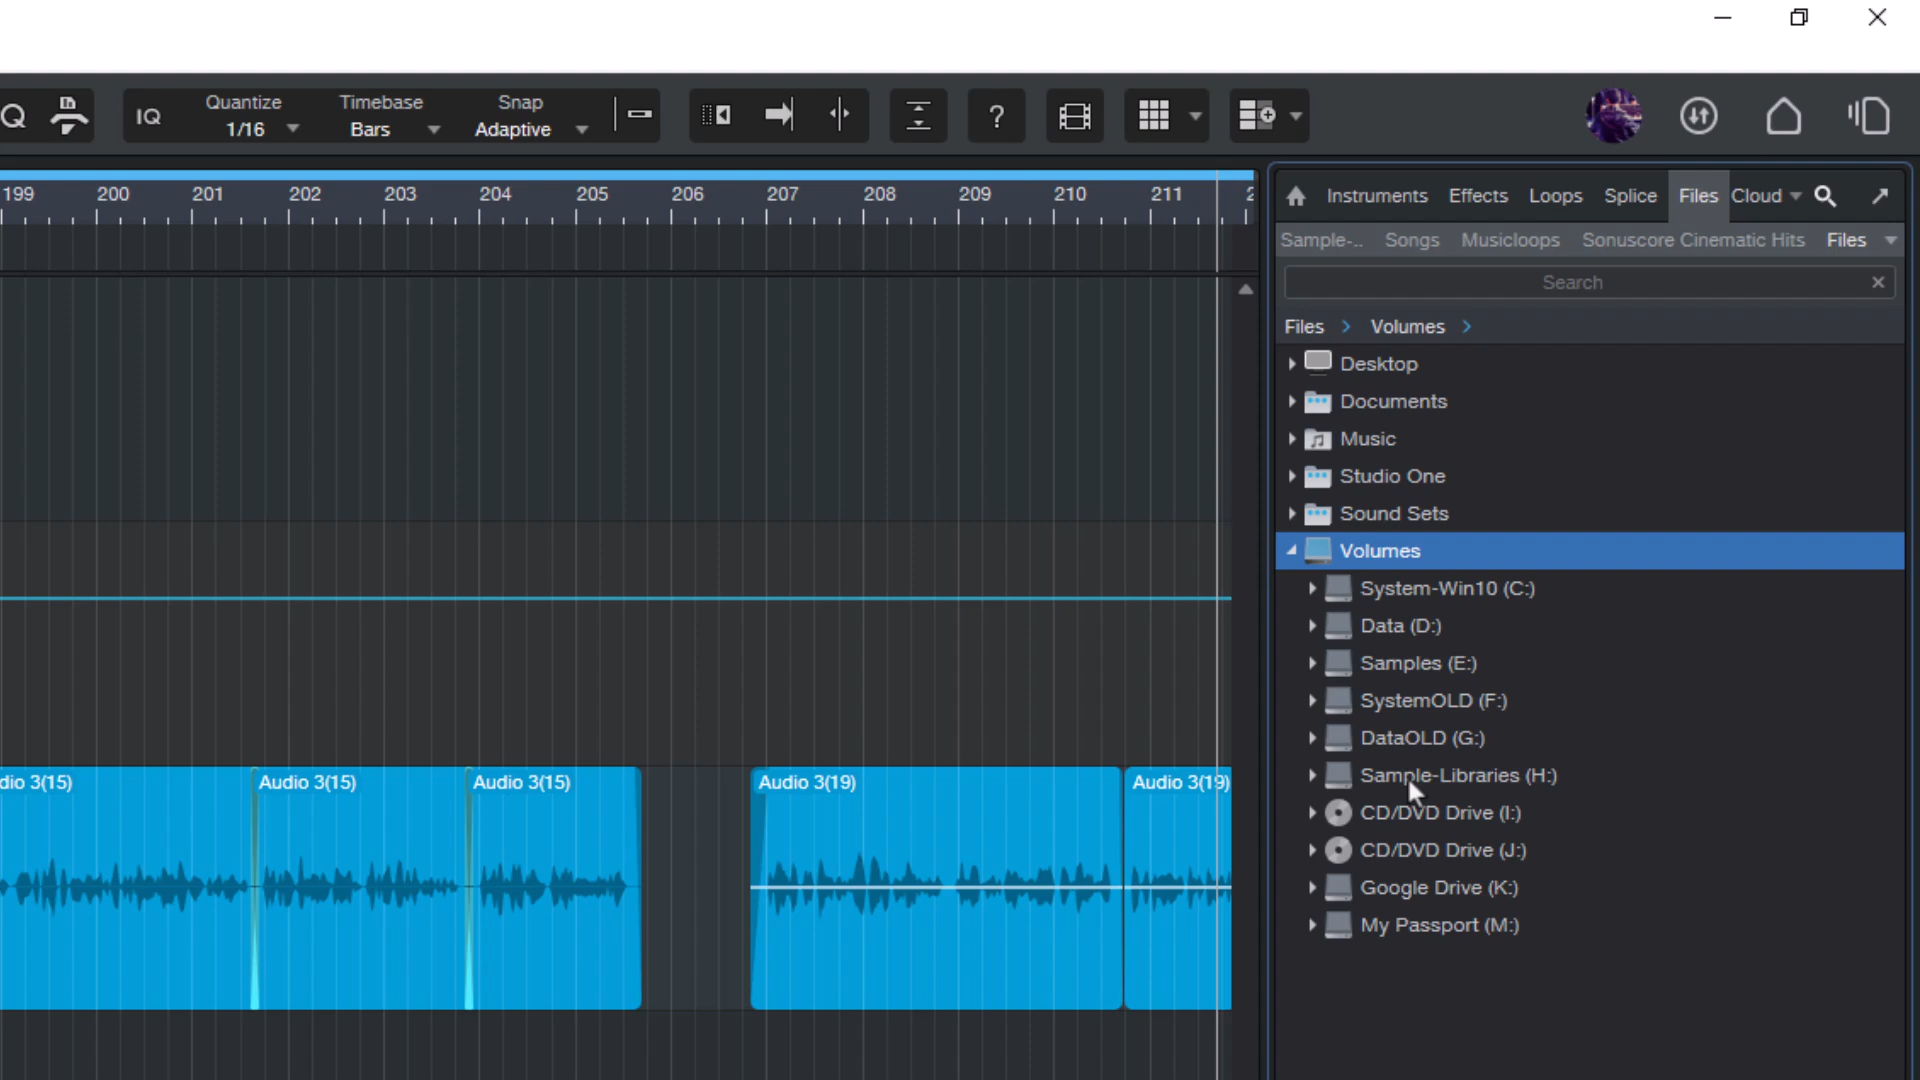 Quantize Timebase Snap
Q IQ 1/16 Bars Adaptive ?
199 200 201 202 203 204 205 206 207 208 209 210 211
Instruments Effects Loops Splice Files Cloud
Sample-.. Songs Musicloops Sonuscore Cinematic Hits Files
Search
Files Volumes
Desktop
Documents
Music
Studio One
Sound Sets
Volumes
System-Win10 (C:)
Data (D:)
Samples (E:)
SystemOLD (F:)
DataOLD (G:)
Sample-Libraries (H:)
CD/DVD Drive (I:)
CD/DVD Drive (J:)
Google Drive (K:)
My Passport (M:)
dio 3(15) Audio 3(15) Audio 3(15) Audio 3(19) Audio 3(19)